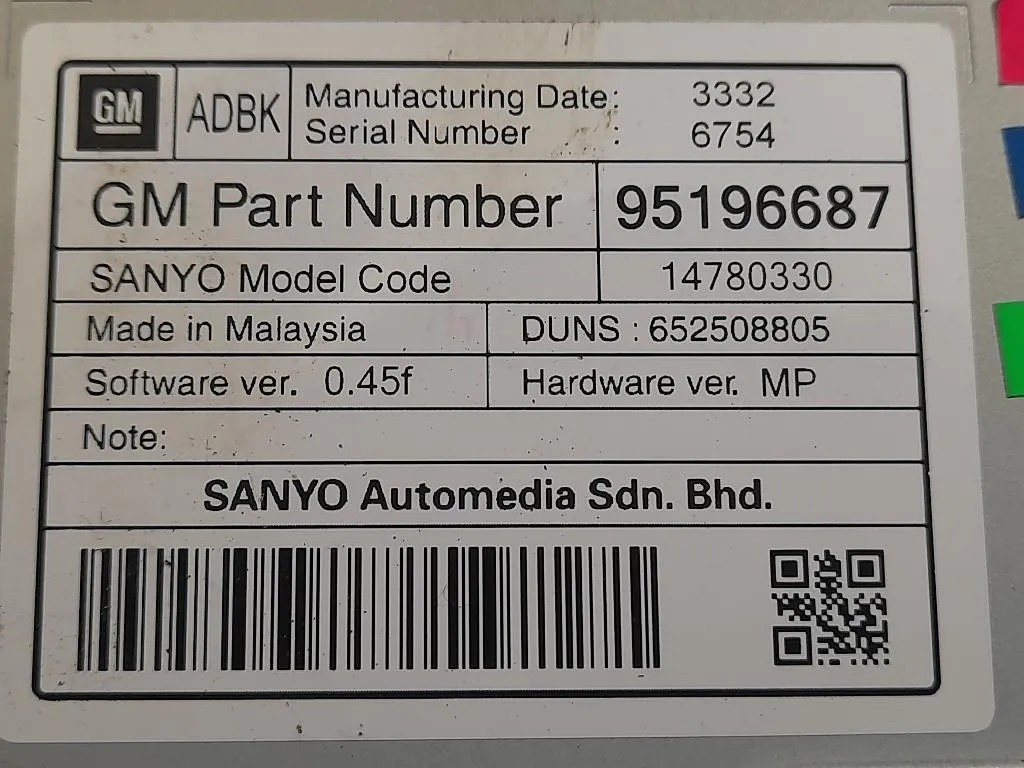 GM ADBK Manufacturing Date: 3332
Serial Number : 6754
GM Part Number 95196687
SANYO Model Code 14780330
Made in Malaysia DUNS : 652508805
Software ver. 0.45f Hardware ver. MP
Note:
SANYO Automedia Sdn. Bhd.